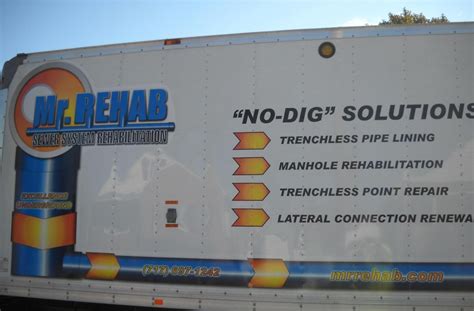 Mr. REHAB
SEWER SYSTEM REHABILITATION
"NO-DIG" SOLUTIONS
TRENCHLESS PIPE LINING
MANHOLE REHABILITATION
TRENCHLESS POINT REPAIR
LATERAL CONNECTION RENEWA
mrrehab.com